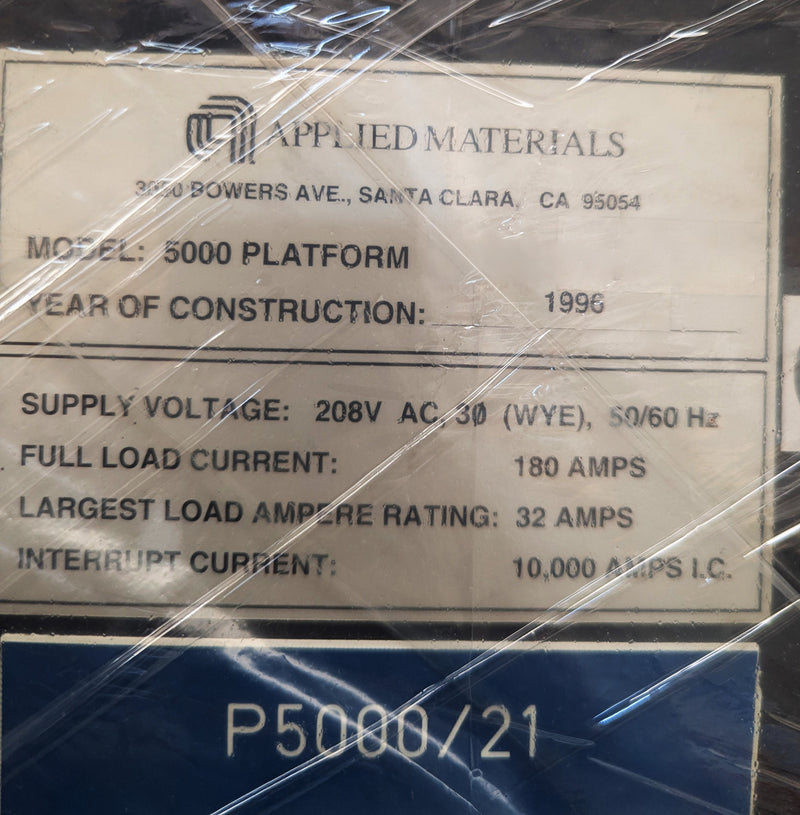 APPLIED MATERIALS
3050 BOWERS AVE., SANTA CLARA, CA 95054
MODEL: 5000 PLATFORM
YEAR OF CONSTRUCTION: 1996
SUPPLY VOLTAGE: 208V AC, 3Ø (WYE), 50/60 Hz
FULL LOAD CURRENT: 180 AMPS
LARGEST LOAD AMPERE RATING: 32 AMPS
INTERRUPT CURRENT: 10,000 AMPS I.C.
P5000/21